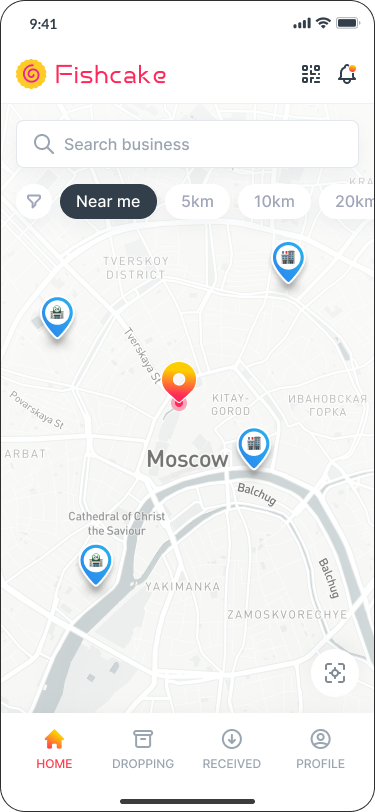 9:41
Fishcake
Search business
KRA
Near me
5km
10km
20km
TVERSKOY
DISTRICT
Tverskaya St
Povarskaya St
KITAY-
GOROD
ИВАНОВСКАЯ
ГОРКА
ARBAT
Moscow
Balchug
Cathedral of Christ
the Saviour
Balchug
YAKIMANKA
ZAMOSKVORECHYE
HOME
DROPPING
RECEIVED
PROFILE